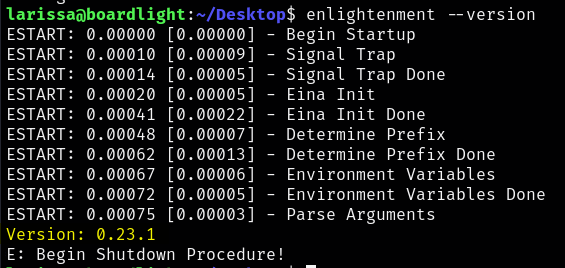 larissa@boardlight:~/Desktop$ enlightenment --version
ESTART: 0.00000 [0.00000] - Begin Startup
ESTART: 0.00010 [0.00009] - Signal Trap
ESTART: 0.00014 [0.00005] - Signal Trap Done
ESTART: 0.00020 [0.00005] - Eina Init
ESTART: 0.00041 [0.00022] - Eina Init Done
ESTART: 0.00048 [0.00007] - Determine Prefix
ESTART: 0.00062 [0.00013] - Determine Prefix Done
ESTART: 0.00067 [0.00006] - Environment Variables
ESTART: 0.00072 [0.00005] - Environment Variables Done
ESTART: 0.00075 [0.00003] - Parse Arguments
Version: 0.23.1
E: Begin Shutdown Procedure!